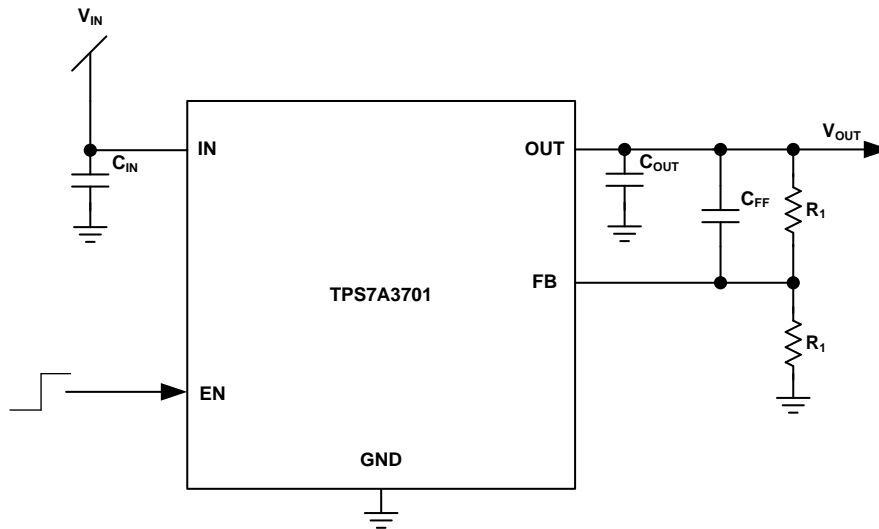 VIN
IN
CIN
OUT
COUT
VOUT
CFF
R1
TPS7A3701
FB
R1
EN
GND